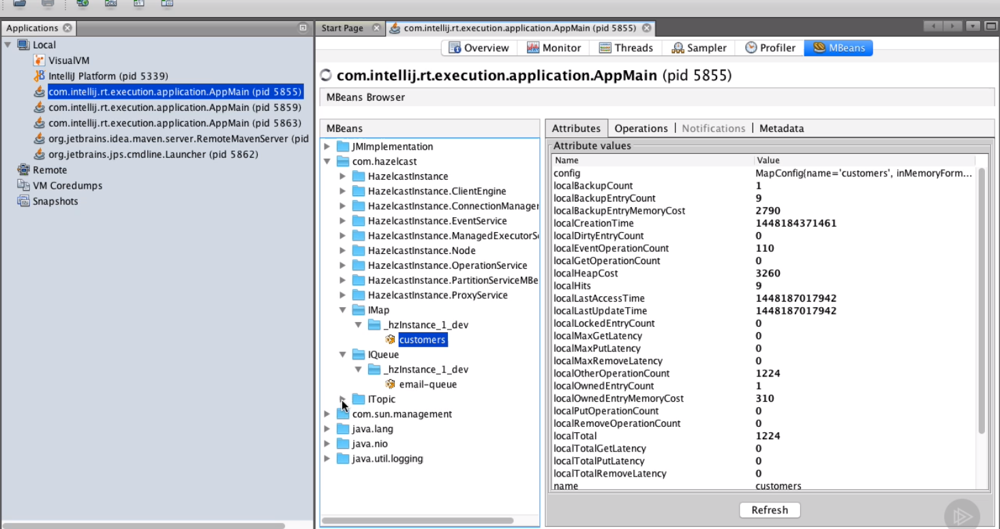 Applications
Start Page
com.intellij.rt.execution.application.AppMain (pid 5855)
Local
VisualVM
IntelliJ Platform (pid 5339)
com.intellij.rt.execution.application.AppMain (pid 5855)
com.intellij.rt.execution.application.AppMain (pid 5859)
com.intellij.rt.execution.application.AppMain (pid 5863)
org.jetbrains.idea.maven.server.RemoteMavenServer (pid
org.jetbrains.jps.cmdline.Launcher (pid 5862)
Remote
VM Coredumps
Snapshots
Overview Monitor Threads Sampler Profiler MBeans
com.intellij.rt.execution.application.AppMain (pid 5855)
MBeans Browser
MBeans
JMImplementation
com.hazelcast
HazelcastInstance
HazelcastInstance.ClientEngine
HazelcastInstance.ConnectionManager
HazelcastInstance.EventService
HazelcastInstance.ManagedExecutorS
HazelcastInstance.Node
HazelcastInstance.OperationService
HazelcastInstance.PartitionServiceMBe
HazelcastInstance.ProxyService
IMap
_hzInstance_1_dev
customers
IQueue
_hzInstance_1_dev
email-queue
ITopic
com.sun.management
java.lang
java.nio
java.util.logging
Attributes Operations Notifications Metadata
Attribute values
Name Value
config MapConfig{name='customers', inMemoryForm...
localBackupCount 1
localBackupEntryCount 9
localBackupEntryMemoryCost 2790
localCreationTime 1448184371461
localDirtyEntryCount 0
localEventOperationCount 110
localGetOperationCount 0
localHeapCost 3260
localHits 9
localLastAccessTime 1448187017942
localLastUpdateTime 1448187017942
localLockedEntryCount 0
localMaxGetLatency 0
localMaxPutLatency 0
localMaxRemoveLatency 0
localOtherOperationCount 1224
localOwnedEntryCount 1
localOwnedEntryMemoryCost 310
localPutOperationCount 0
localRemoveOperationCount 0
localTotal 1224
localTotalGetLatency 0
localTotalPutLatency 0
localTotalRemoveLatency 0
name customers
Refresh